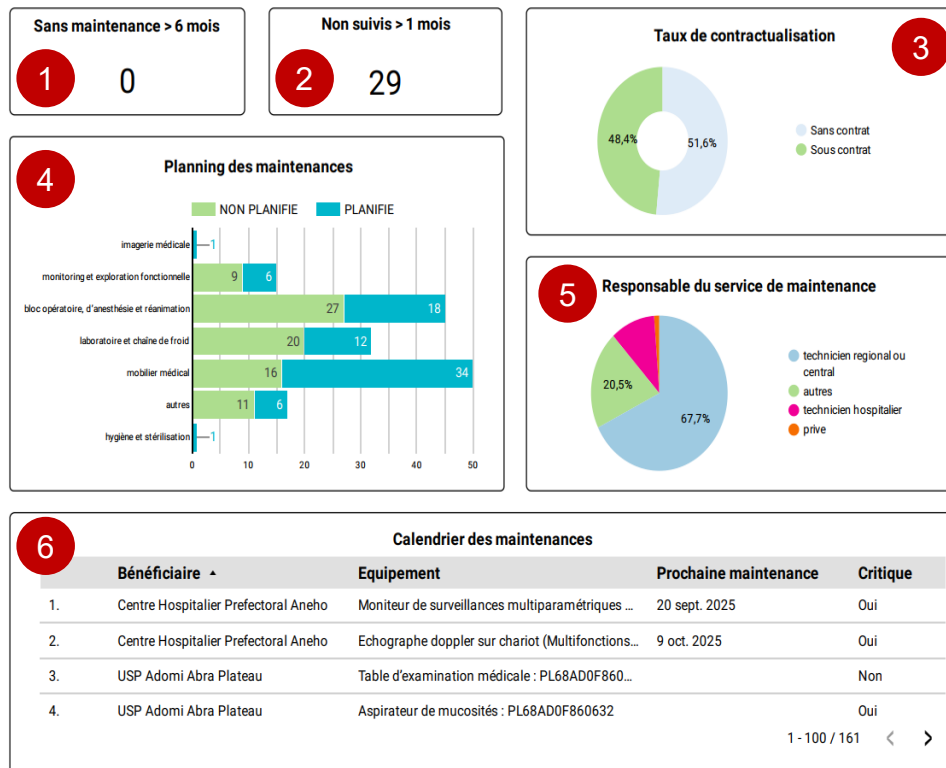 Sans maintenance > 6 mois
1
0
Non suivis > 1 mois
2
29
Taux de contractualisation
3
48,4%
51,6%
Sans contrat
Sous contrat
4
Planning des maintenances
NON PLANIFIE PLANIFIE
imagerie médicale 1
monitoring et exploration fonctionnelle 9 6
bloc opératoire, d'anesthésie et réanimation 27 18
laboratoire et chaîne de froid 20 12
mobilier médical 16 34
autres 11 6
hygiène et stérilisation 1
0 10 20 30 40 50
5
Responsable du service de maintenance
20,5%
67,7%
technicien regional ou
central
autres
technicien hospitalier
prive
6
Calendrier des maintenances
Bénéficiaire Equipement Prochaine maintenance Critique
1. Centre Hospitalier Prefectoral Aneho Moniteur de surveillances multiparamétriques ... 20 sept. 2025 Oui
2. Centre Hospitalier Prefectoral Aneho Echographe doppler sur chariot (Multifonctions... 9 oct. 2025 Oui
3. USP Adomi Abra Plateau Table d'examination médicale : PL68AD0F860... Non
4. USP Adomi Abra Plateau Aspirateur de mucosités : PL68AD0F860632 Oui
1 - 100 / 161